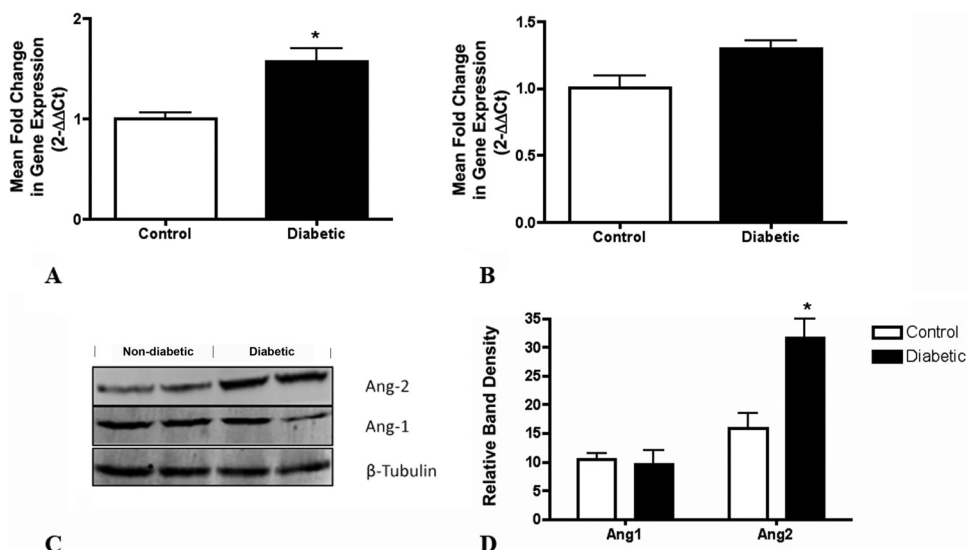 2
*
Mean Fold Change
in Gene Expression
(2-ΔΔCt)
1
0
Control Diabetic
A
1.5
Mean Fold Change
in Gene Expression
(2-ΔΔCt)
1.0
0.5
0.0
Control Diabetic
B
Non-diabetic Diabetic
Ang-2
Ang-1
β-Tubulin
C
*
Control
Diabetic
Relative Band Density
35
30
25
20
15
10
5
0
Ang1 Ang2
D